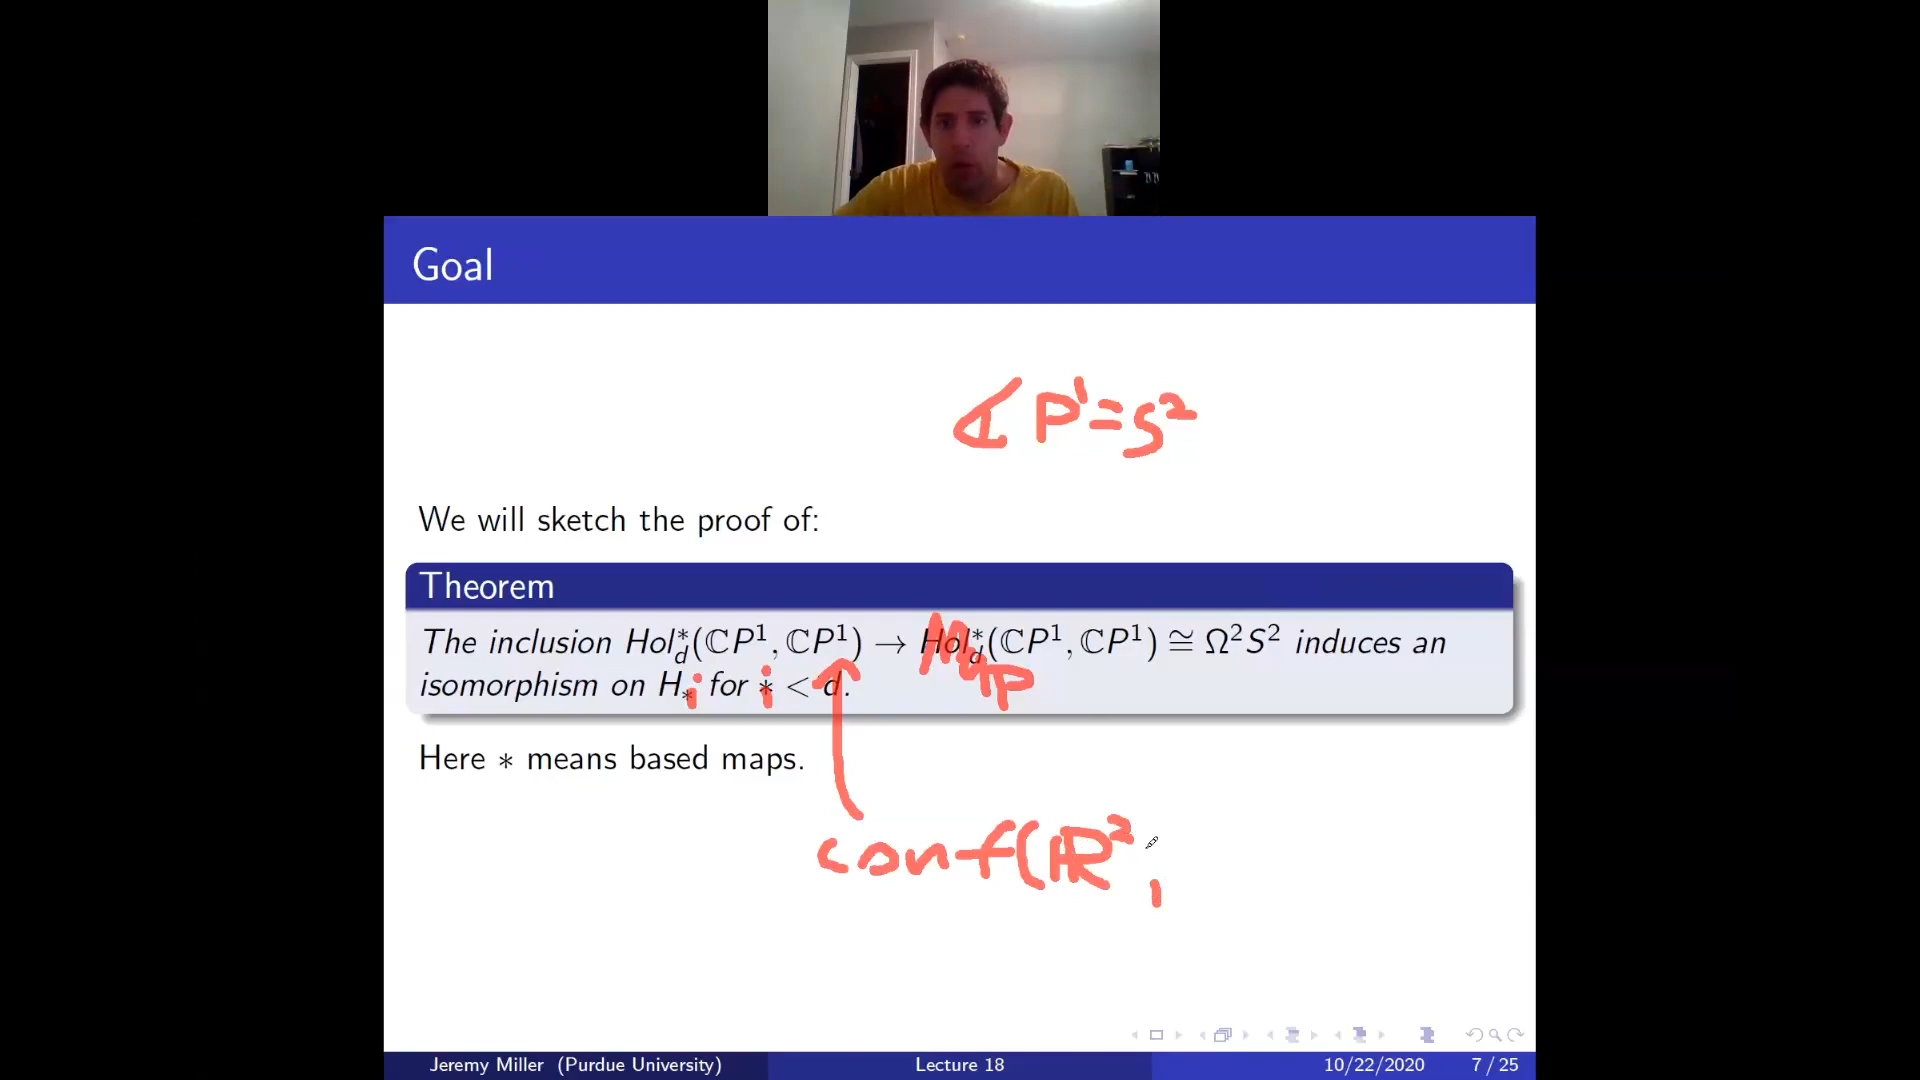 Goal
ℂP¹=S²
We will sketch the proof of:
Theorem
The inclusion Hol*_d(ℂP¹, ℂP¹) → Hol*_d(ℂP¹, ℂP¹) ≅ Ω²S² induces an
Map
isomorphism on H_* for * < d.
i i
Here * means based maps.
conf(ℝ²,
Jeremy Miller (Purdue University) Lecture 18 10/22/2020 7 / 25